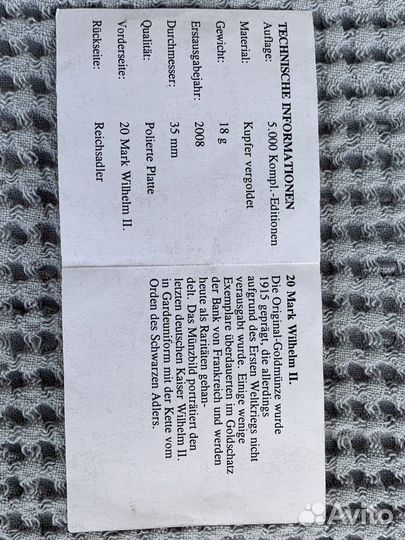 TECHNISCHE INFORMATIONEN
Auflage: 5.000 Kompl.-Editionen
Material: Kupfer vergoldet
Gewicht: 18 g
Erstausgabejahr: 2008
Durchmesser: 35 mm
Qualität: Polierte Platte
Vorderseite: 20 Mark Wilhelm II.
Rückseite: Reichsadler
20 Mark Wilhelm II.
Die Original-Goldmünze wurde
1915 geprägt, die allerdings
aufgrund des Ersten Weltkriegs nicht
verausgabt wurde. Einige wenige
Exemplare überdauerten im Goldschatz
der Bank von Frankreich und werden
heute als Raritäten gehan-
delt. Das Münzbild porträtiert den
letzten deutschen Kaiser Wilhelm II.
in Gardeuniform mit der Kette vom
Orden des Schwarzen Adlers.
Avito